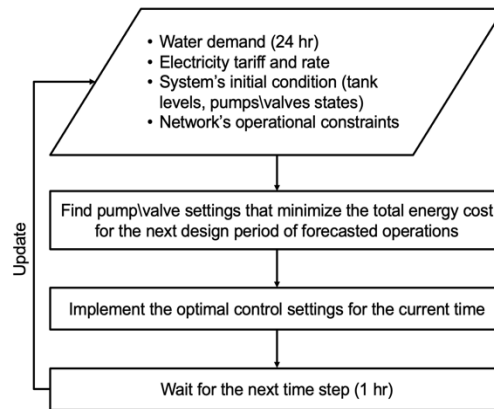 • Water demand (24 hr)
• Electricity tariff and rate
• System's initial condition (tank
levels, pumps\valves states)
• Network's operational constraints
Find pump\valve settings that minimize the total energy cost
for the next design period of forecasted operations
Implement the optimal control settings for the current time
Wait for the next time step (1 hr)
Update